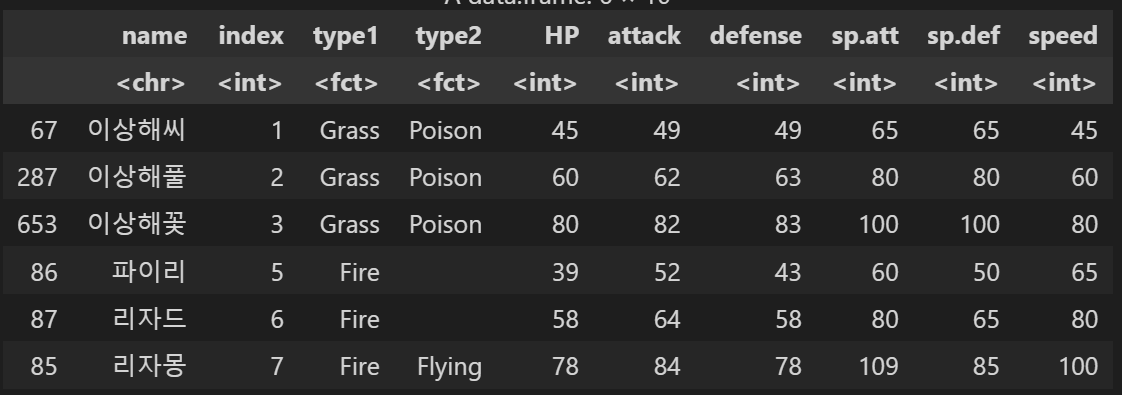 A data.frame: 6 × 10
name index type1 type2 HP attack defense sp.att sp.def speed
<chr> <int> <fct> <fct> <int> <int> <int> <int> <int> <int>
67 이상해씨 1 Grass Poison 45 49 49 65 65 45
287 이상해풀 2 Grass Poison 60 62 63 80 80 60
653 이상해꽃 3 Grass Poison 80 82 83 100 100 80
86 파이리 5 Fire 39 52 43 60 50 65
87 리자드 6 Fire 58 64 58 80 65 80
85 리자몽 7 Fire Flying 78 84 78 109 85 100